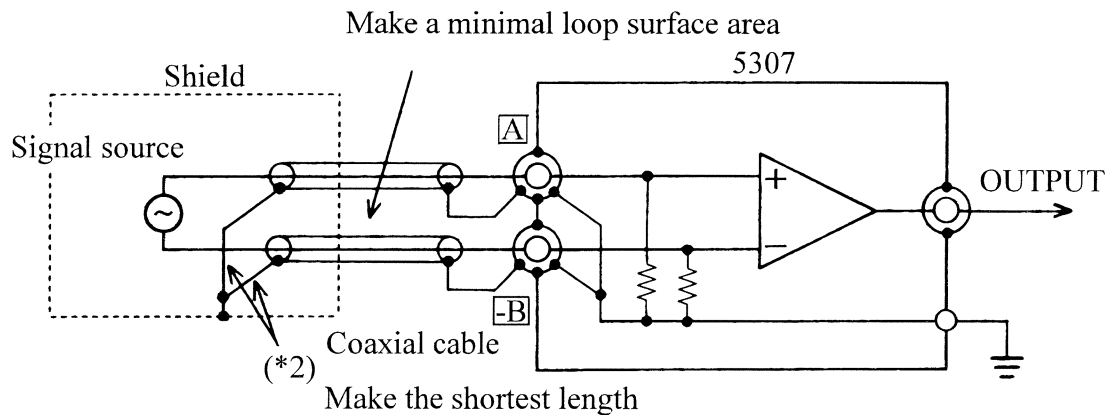 Make a minimal loop surface area
5307
Shield
A
Signal source
~
+
OUTPUT
−
-B
Coaxial cable
(*2)
Make the shortest length